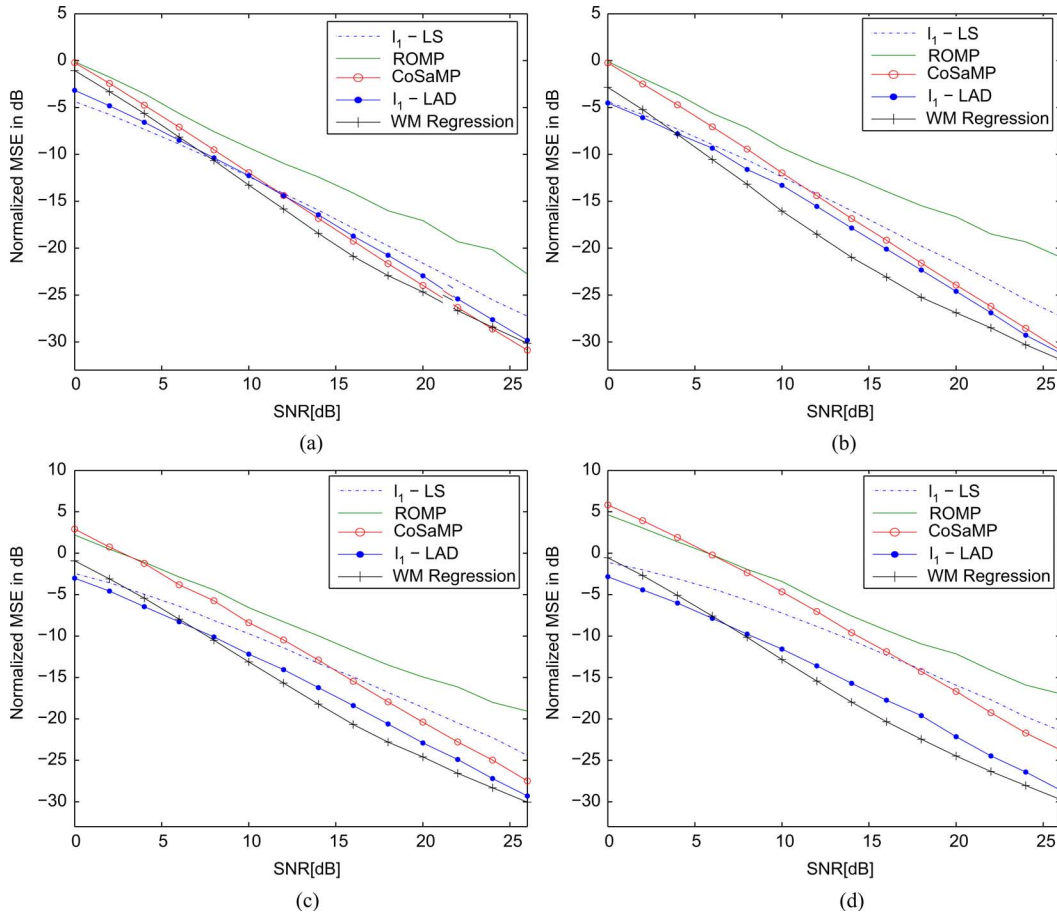 5
0
−5
−10
−15
−20
−25
−30
Normalized MSE in dB
l₁ − LS
ROMP
CoSaMP
l₁ − LAD
WM Regression
0 5 10 15 20 25
SNR[dB]
(a)
5
0
−5
−10
−15
−20
−25
−30
Normalized MSE in dB
l₁ − LS
ROMP
CoSaMP
l₁ − LAD
WM Regression
0 5 10 15 20 25
SNR[dB]
(b)
10
5
0
−5
−10
−15
−20
−25
−30
Normalized MSE in dB
l₁ − LS
ROMP
CoSaMP
l₁ − LAD
WM Regression
0 5 10 15 20 25
SNR[dB]
(c)
10
5
0
−5
−10
−15
−20
−25
−30
Normalized MSE in dB
l₁ − LS
ROMP
CoSaMP
l₁ − LAD
WM Regression
0 5 10 15 20 25
SNR[dB]
(d)